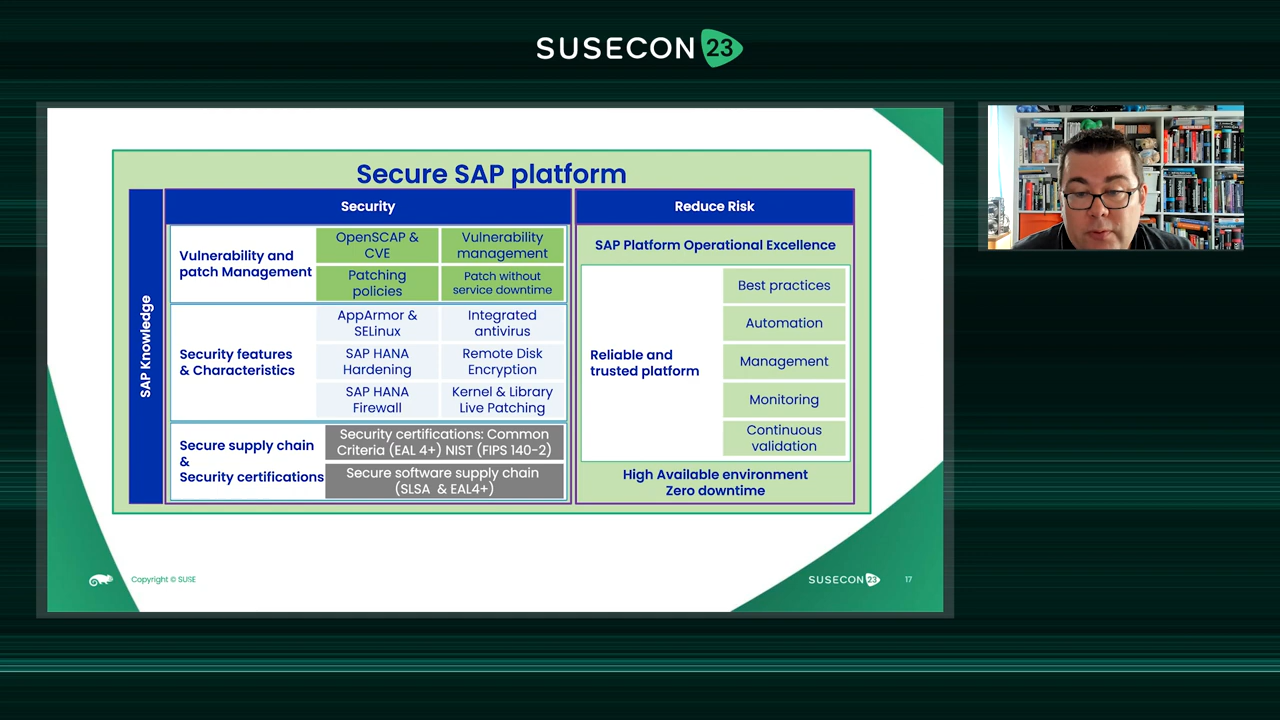 SUSECON 23
Secure SAP platform
SAP Knowledge
Security
Vulnerability and
patch Management
OpenSCAP &
CVE
Vulnerability
management
Patching
policies
Patch without
service downtime
Security features
& Characteristics
AppArmor &
SELinux
Integrated
antivirus
SAP HANA
Hardening
Remote Disk
Encryption
SAP HANA
Firewall
Kernel & Library
Live Patching
Secure supply chain
&
Security certifications
Security certifications: Common
Criteria (EAL 4+) NIST (FIPS 140-2)
Secure software supply chain
(SLSA & EAL4+)
Reduce Risk
SAP Platform Operational Excellence
Reliable and
trusted platform
Best practices
Automation
Management
Monitoring
Continuous
validation
High Available environment
Zero downtime
Copyright © SUSE
SUSECON 23
17